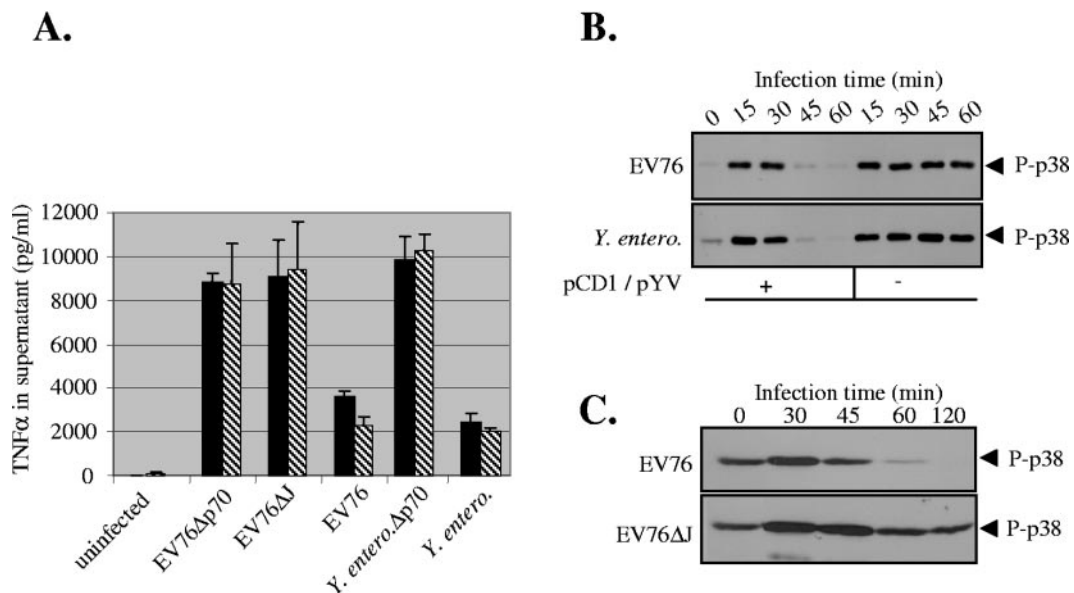 A.
TNFα in supernatant (pg/ml)
12000
10000
8000
6000
4000
2000
0
uninfected
EV76Δp70
EV76ΔJ
EV76
Y. entero.Δp70
Y. entero.
B.
Infection time (min)
0 15 30 45 60 15 30 45 60
EV76 P-p38
Y. entero. P-p38
pCD1 / pYV + -
C.
Infection time (min)
0 30 45 60 120
EV76 P-p38
EV76ΔJ P-p38